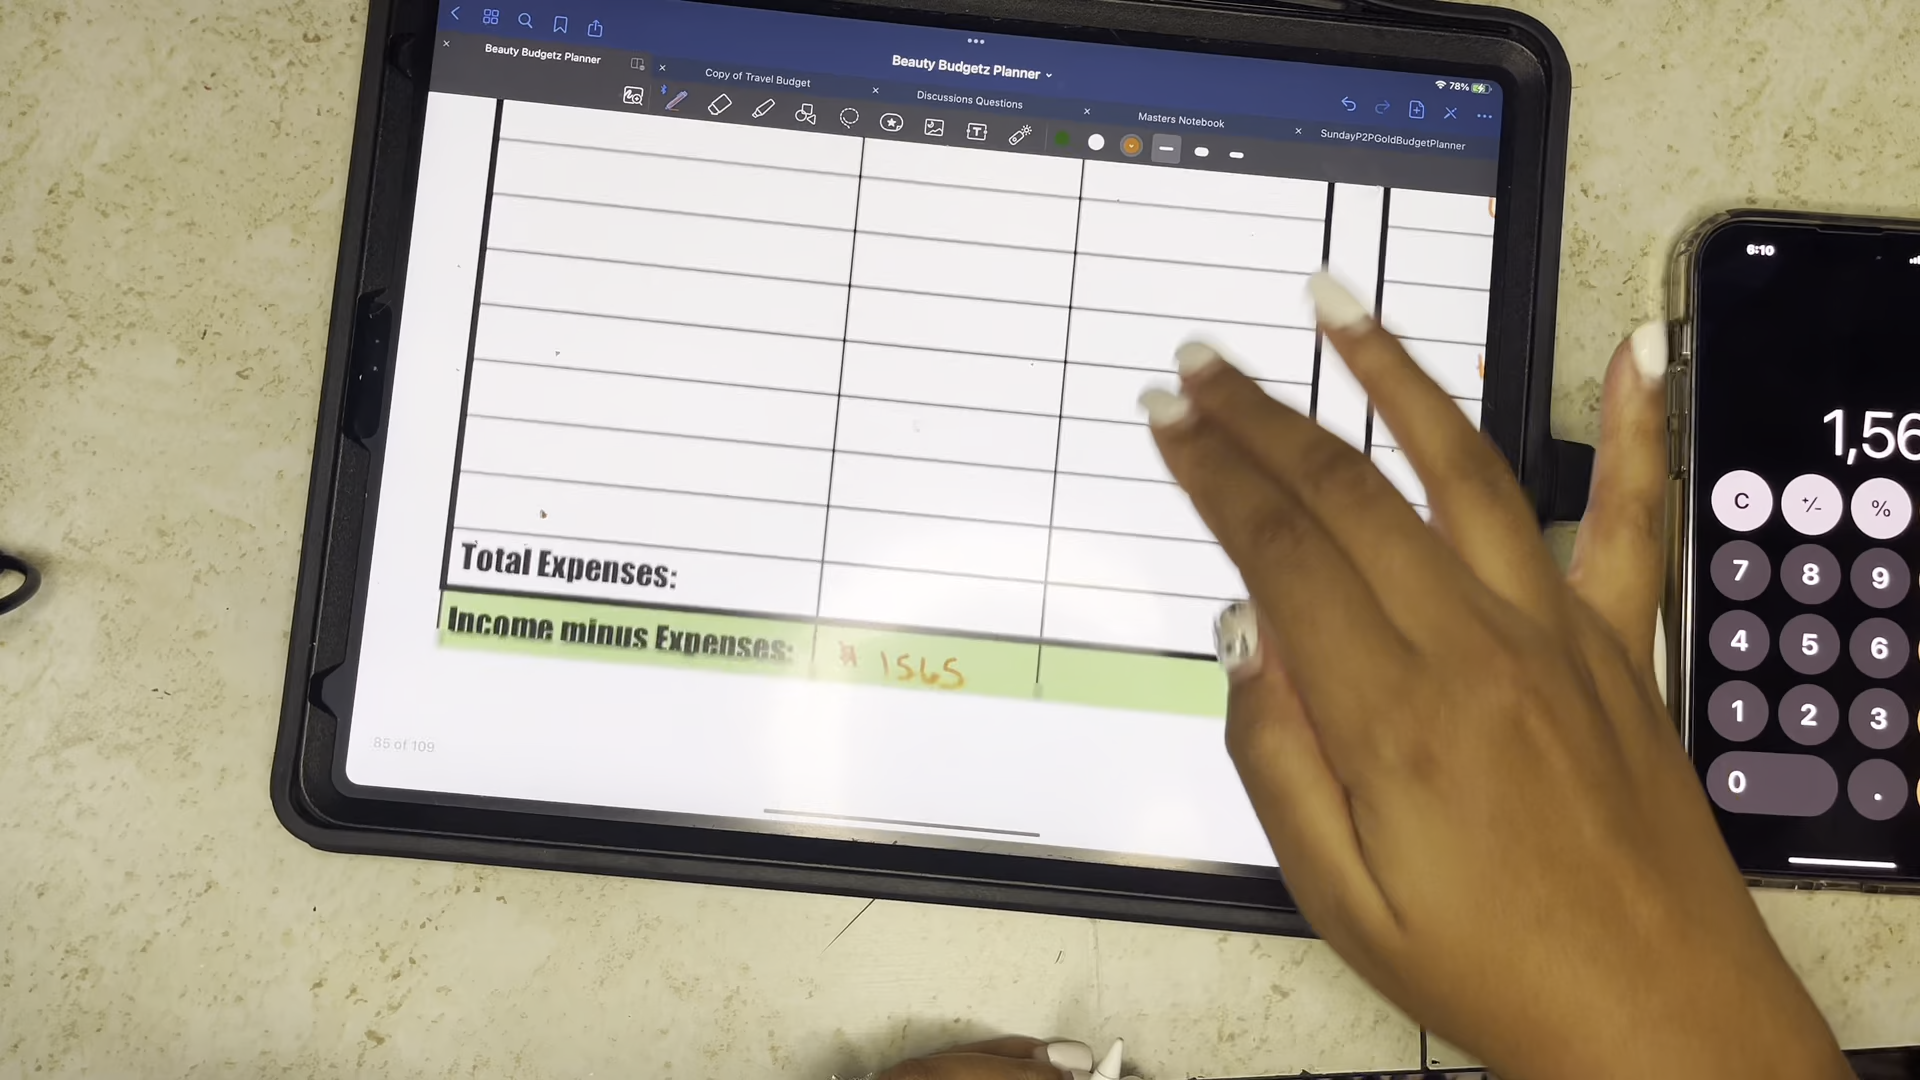 Beauty Budgetz Planner
78%
Beauty Budgetz Planner
Copy of Travel Budget
Discussions Questions
Masters Notebook
SundayP2PGoldBudgetPlanner
T
Total Expenses:
Income minus Expenses: $ 1565
85 of 109
6:10
1,56
C +/- %
7 8 9
4 5 6
1 2 3
0 .